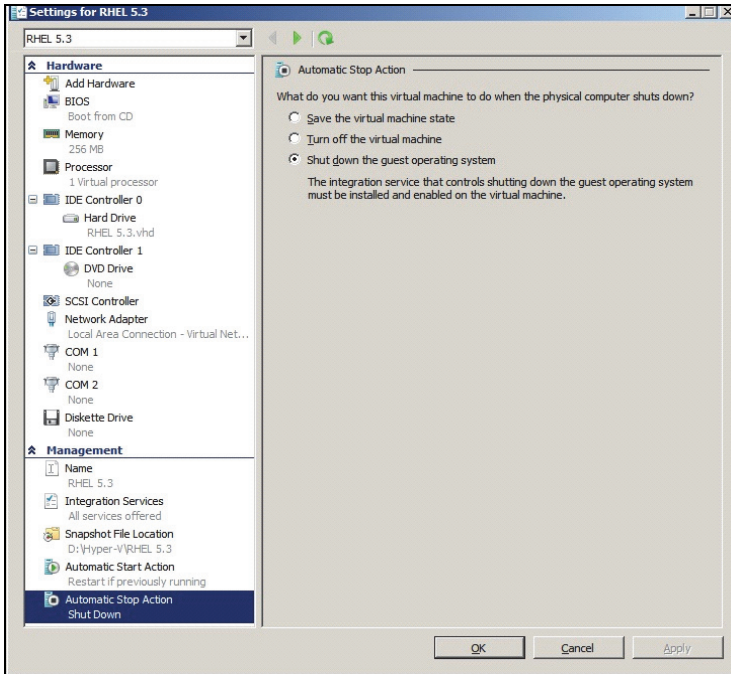 Settings for RHEL 5.3
RHEL 5.3
Hardware
Add Hardware
BIOS
Boot from CD
Memory
256 MB
Processor
1 Virtual processor
IDE Controller 0
Hard Drive
RHEL 5.3.vhd
IDE Controller 1
DVD Drive
None
SCSI Controller
Network Adapter
Local Area Connection - Virtual Net...
COM 1
None
COM 2
None
Diskette Drive
None
Management
Name
RHEL 5.3
Integration Services
All services offered
Snapshot File Location
D:\Hyper-V\RHEL 5.3
Automatic Start Action
Restart if previously running
Automatic Stop Action
Shut Down
Automatic Stop Action
What do you want this virtual machine to do when the physical computer shuts down?
Save the virtual machine state
Turn off the virtual machine
Shut down the guest operating system
The integration service that controls shutting down the guest operating system
must be installed and enabled on the virtual machine.
OK
Cancel
Apply